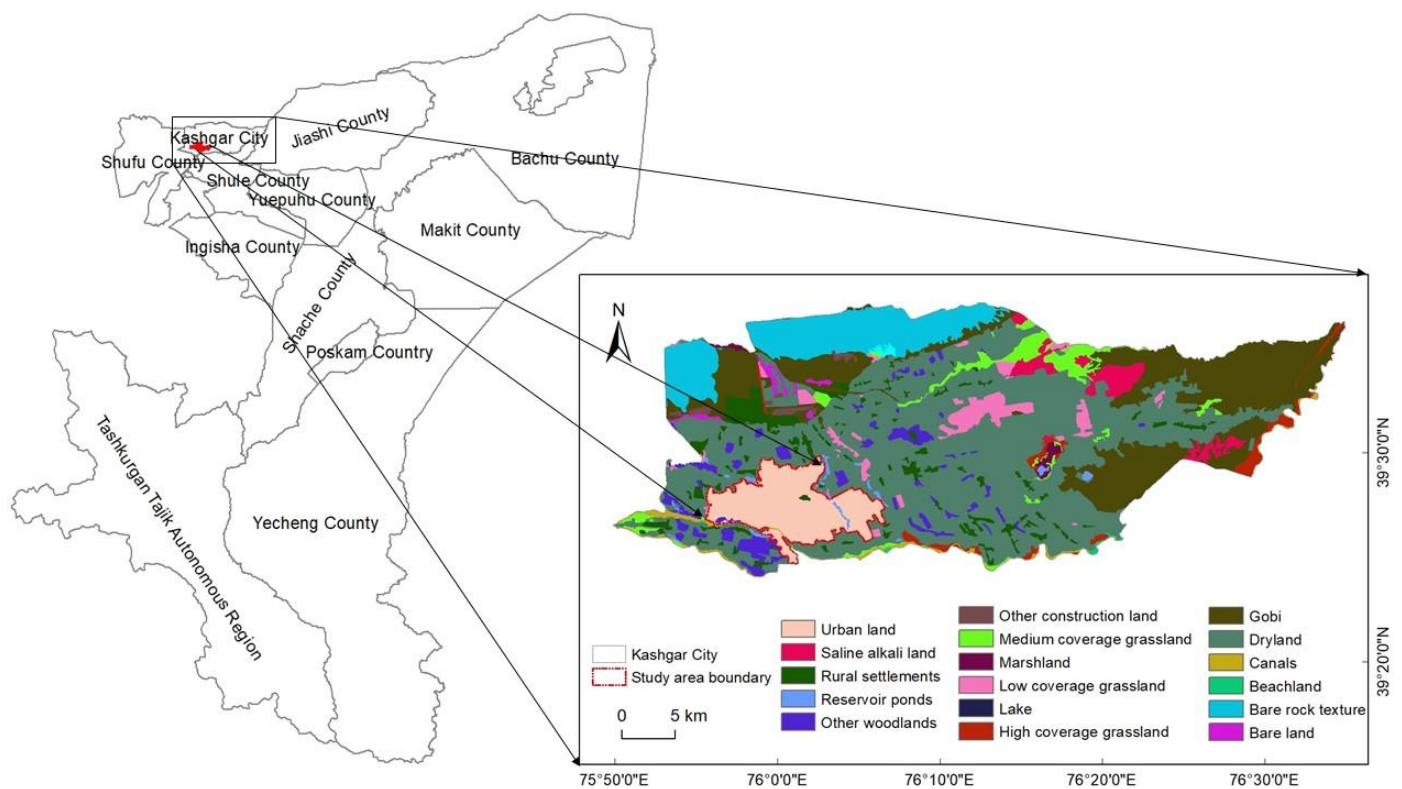 Kashgar City
Jiashi County
Shufu County
Bachu County
Shule County
Yuepuhu County
Makit County
Ingisha County
Shache County
Poskam Country
Tashkurgan Tajik Autonomous Region
Yecheng County
N
39°30'0"N
39°20'0"N
Kashgar City
Study area boundary
0 5 km
Urban land
Saline alkali land
Rural settlements
Reservoir ponds
Other woodlands
Other construction land
Medium coverage grassland
Marshland
Low coverage grassland
Lake
High coverage grassland
Gobi
Dryland
Canals
Beachland
Bare rock texture
Bare land
75°50'0"E 76°0'0"E 76°10'0"E 76°20'0"E 76°30'0"E